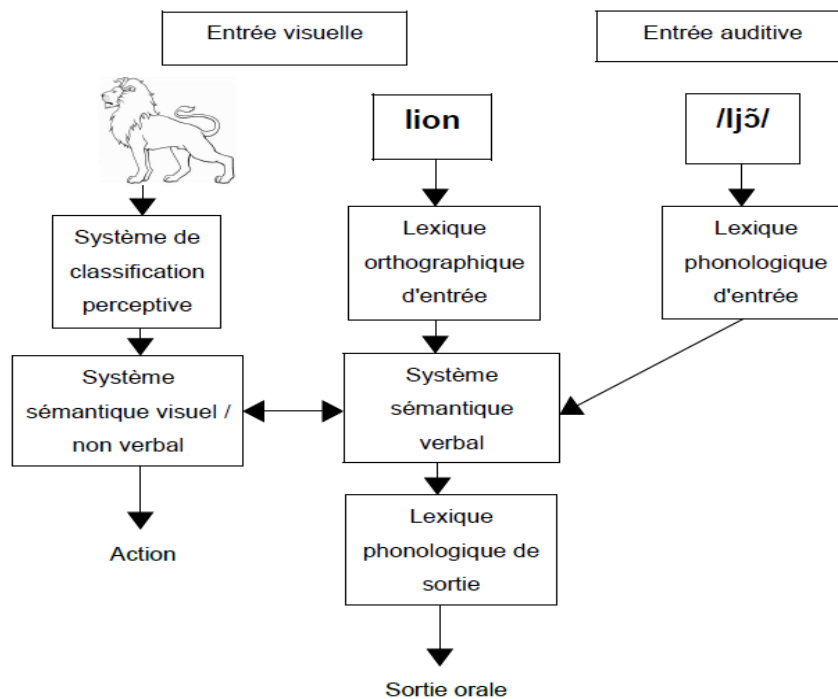 Entrée visuelle
Entrée auditive
lion
/ljɔ̃/
Système de
classification
perceptive
Lexique
orthographique
d'entrée
Lexique
phonologique
d'entrée
Système
sémantique visuel /
non verbal
Système
sémantique
verbal
Action
Lexique
phonologique de
sortie
Sortie orale